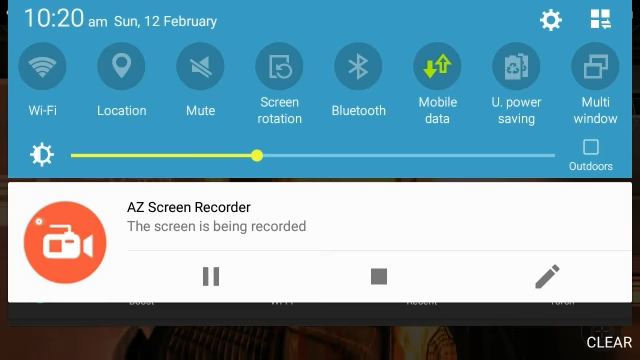 10:20 am Sun, 12 February
Wi-Fi
Location
Mute
Screen
rotation
Bluetooth
Mobile
data
U. power
saving
Multi
window
Outdoors
AZ Screen Recorder
The screen is being recorded
CLEAR